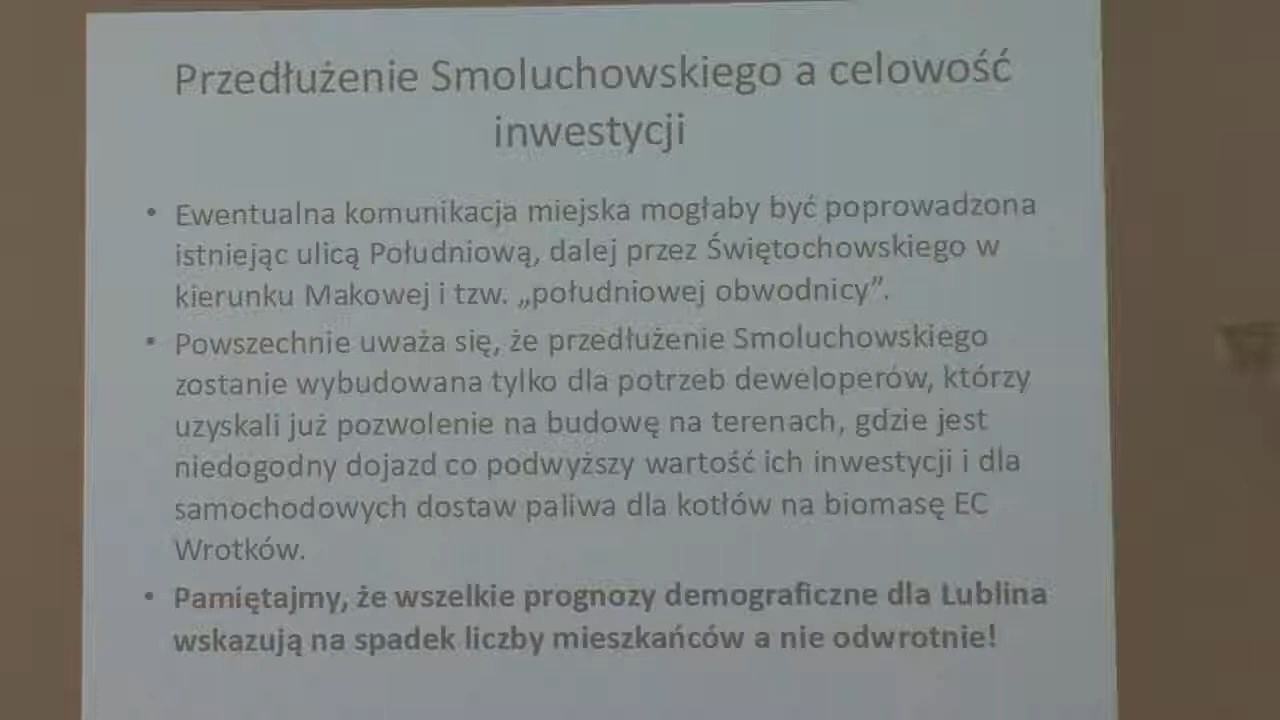 Przedłużenie Smoluchowskiego a celowość
inwestycji
• Ewentualna komunikacja miejska mogłaby być poprowadzona
istniejąc ulicą Południową, dalej przez Świętochowskiego w
kierunku Makowej i tzw. „południowej obwodnicy”.
• Powszechnie uważa się, że przedłużenie Smoluchowskiego
zostanie wybudowana tylko dla potrzeb deweloperów, którzy
uzyskali już pozwolenie na budowę na terenach, gdzie jest
niedogodny dojazd co podwyższy wartość ich inwestycji i dla
samochodowych dostaw paliwa dla kotłów na biomasę EC
Wrotków.
• Pamiętajmy, że wszelkie prognozy demograficzne dla Lublina
wskazują na spadek liczby mieszkańców a nie odwrotnie!